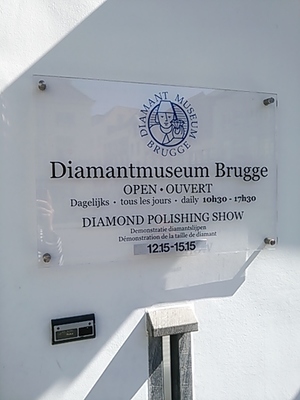 DIAMANT MUSEUM
BRUGGE
Diamantmuseum Brugge
OPEN • OUVERT
Dagelijks • tous les jours • daily 10h30 - 17h30
DIAMOND POLISHING SHOW
Demonstratie diamantslijpen
Démonstration de la taille de diamant
12.15-15.15